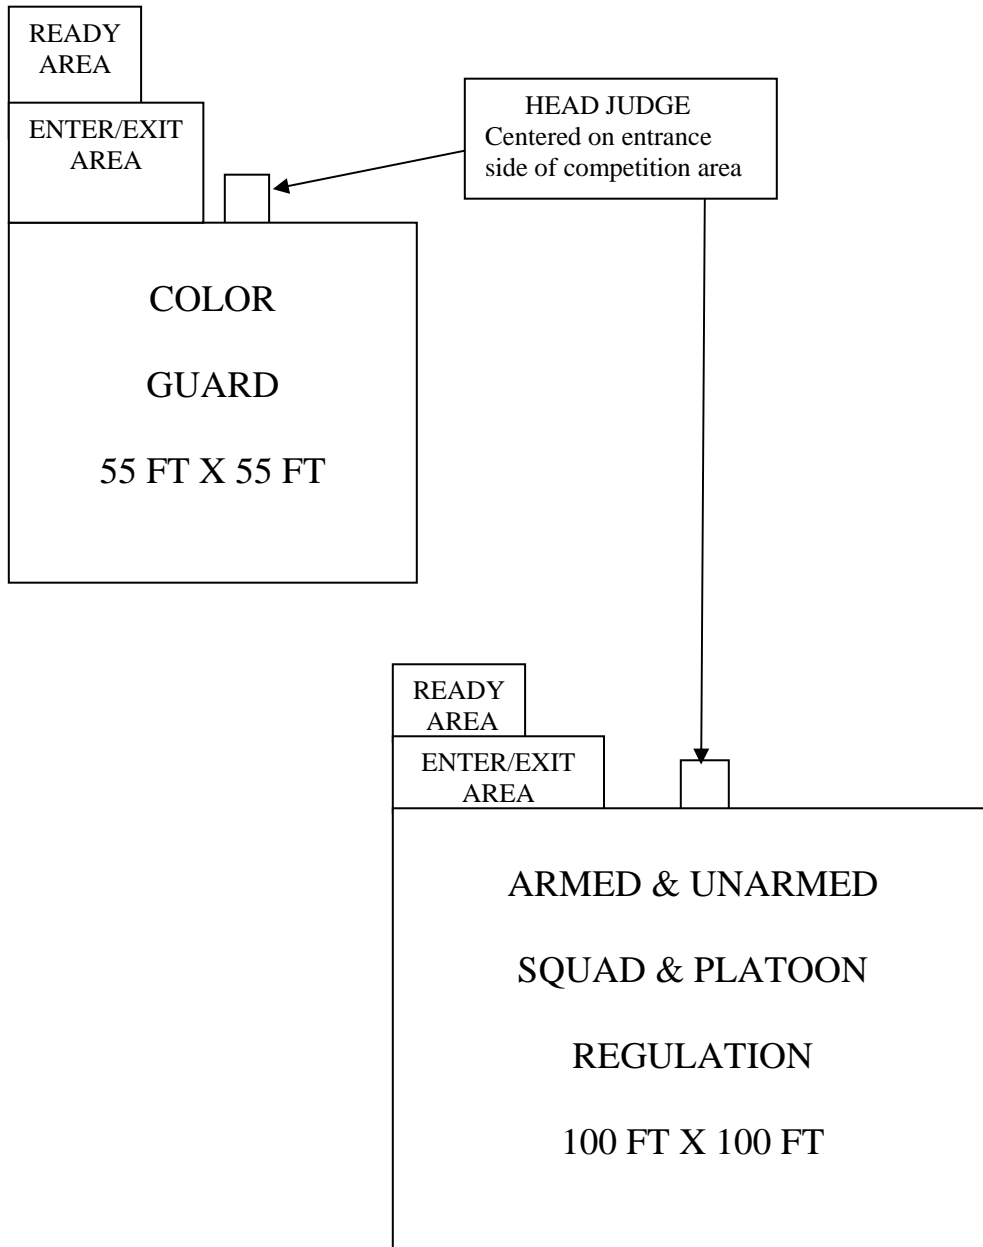 READY
AREA
ENTER/EXIT
AREA
HEAD JUDGE
Centered on entrance
side of competition area
COLOR
GUARD
55 FT X 55 FT
READY
AREA
ENTER/EXIT
AREA
ARMED & UNARMED
SQUAD & PLATOON
REGULATION
100 FT X 100 FT